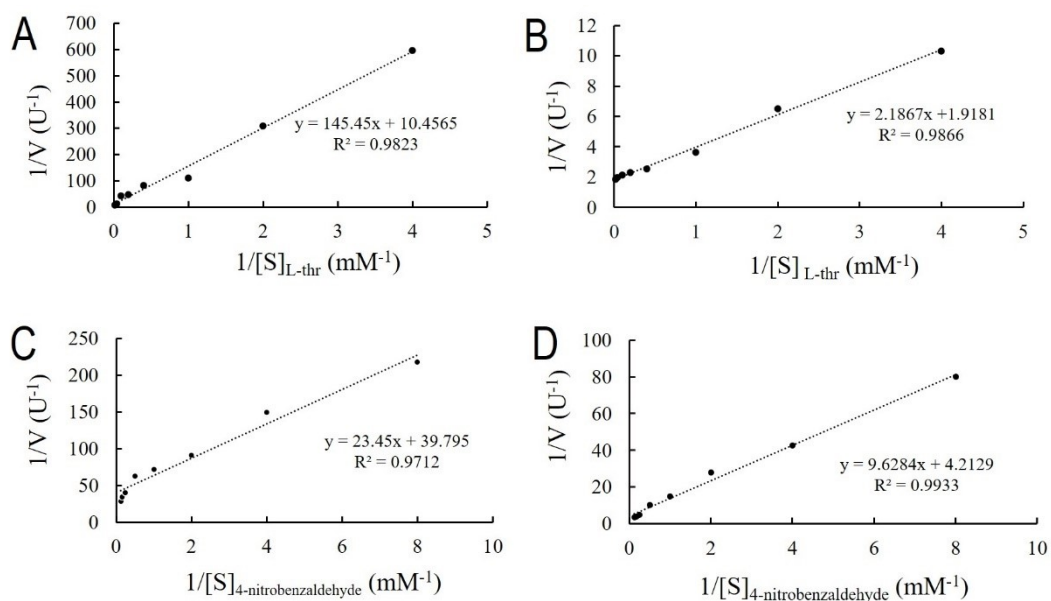 A
700
600
500
400
300
200
100
0
1/V (U⁻¹)
y = 145.45x + 10.4565
R² = 0.9823
0 1 2 3 4 5
1/[S]L-thr (mM⁻¹)
B
12
10
8
6
4
2
0
1/V (U⁻¹)
y = 2.1867x +1.9181
R² = 0.9866
0 1 2 3 4 5
1/[S] L-thr (mM⁻¹)
C
250
200
150
100
50
0
1/V (U⁻¹)
y = 23.45x + 39.795
R² = 0.9712
0 2 4 6 8 10
1/[S]4-nitrobenzaldehyde (mM⁻¹)
D
100
80
60
40
20
0
1/V (U⁻¹)
y = 9.6284x + 4.2129
R² = 0.9933
0 2 4 6 8 10
1/[S]4-nitrobenzaldehyde (mM⁻¹)